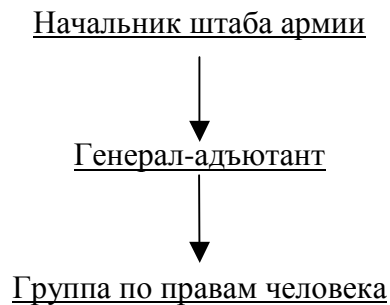 Начальник штаба армии
Генерал-адъютант
Группа по правам человека